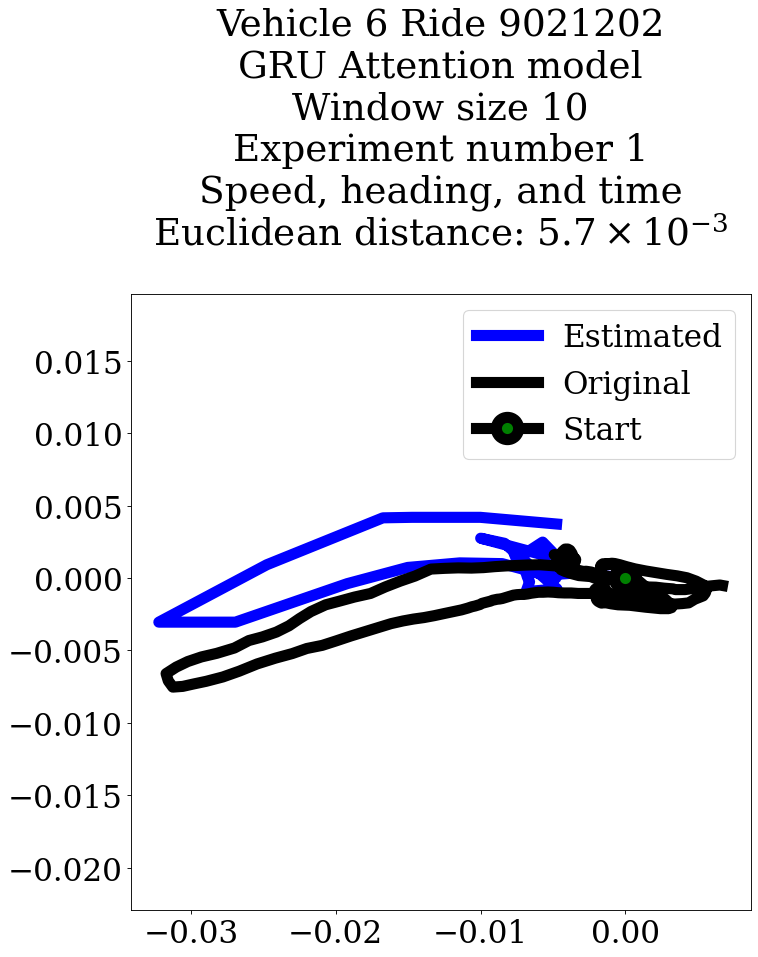 Vehicle 6 Ride 9021202
GRU Attention model
Window size 10
Experiment number 1
Speed, heading, and time
Euclidean distance: 5.7 × 10⁻³
Estimated
Original
Start
0.015
0.010
0.005
0.000
−0.005
−0.010
−0.015
−0.020
−0.03
−0.02
−0.01
0.00